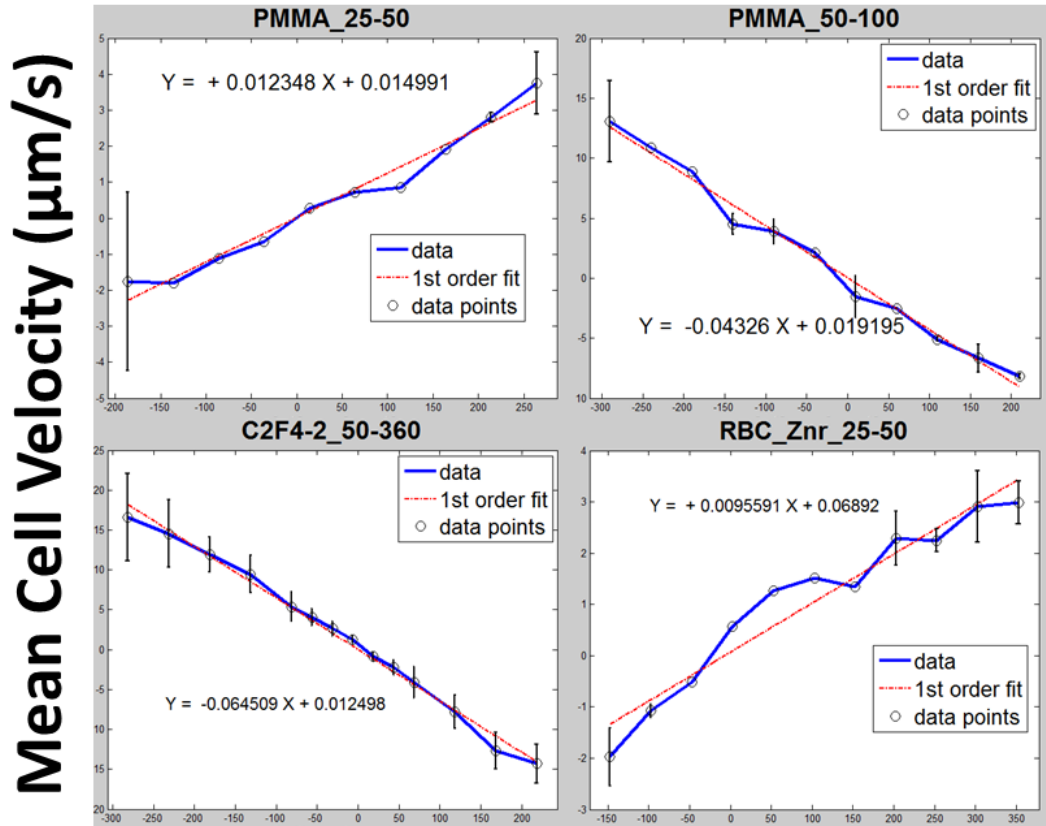 Mean Cell Velocity (µm/s)
PMMA_25-50
Y = + 0.012348 X + 0.014991
data
1st order fit
data points
5
4
3
2
1
0
-1
-2
-3
-4
-5
-200 -150 -100 -50 0 50 100 150 200 250
PMMA_50-100
data
1st order fit
data points
Y = -0.04326 X + 0.019195
20
15
10
5
0
-5
10
-300 -250 -200 -150 -100 -50 0 50 100 150 200
C2F4-2_50-360
data
1st order fit
data points
Y = -0.064509 X + 0.012498
25
20
15
10
5
0
-5
10
15
20
-300 -250 -200 -150 -100 -50 0 50 100 150 200
RBC_Znr_25-50
Y = + 0.0095591 X + 0.06892
data
1st order fit
data points
4
3
2
1
0
-1
-2
-3
-150 -100 -50 0 50 100 150 200 250 300 350